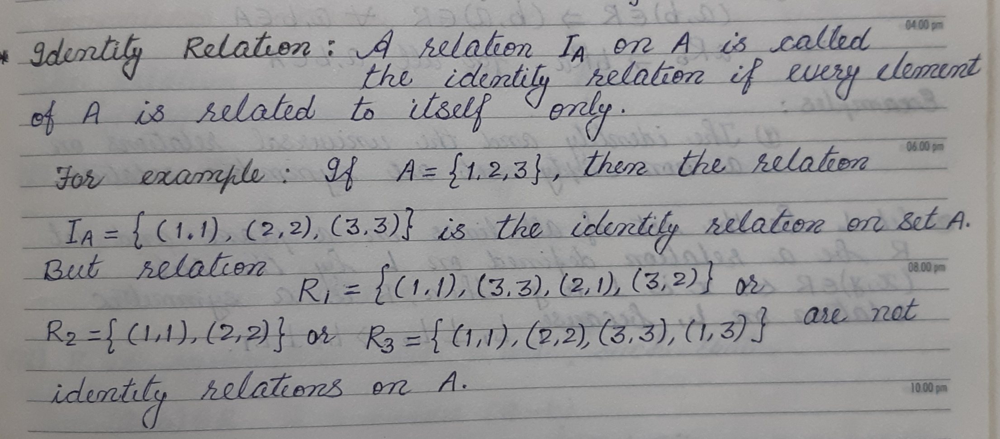 04.00 pm
* Identity Relation : A relation I_A on A is called
the identity relation if every element
of A is related to itself only.
06.00 pm
For example : If A = {1, 2, 3}, then the relation
I_A = { (1,1), (2,2), (3,3)} is the identity relation on set A.
But relation
08.00 pm
R₁ = {(1,1), (3,3), (2,1), (3,2)} or
R₂ = { (1,1), (2,2)} or R₃ = { (1,1), (2,2), (3,3), (1,3)} are not
identity relations on A.
10.00 pm